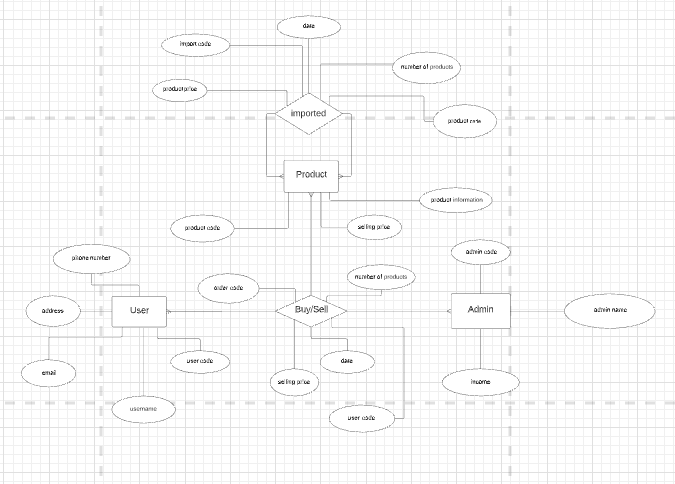 date
import code
number of products
product price
imported
product code
Product
product information
product code
selling price
admin code
phone number
number of products
order code
address
User
Buy/Sell
Admin
admin name
user code
date
email
selling price
income
username
user code